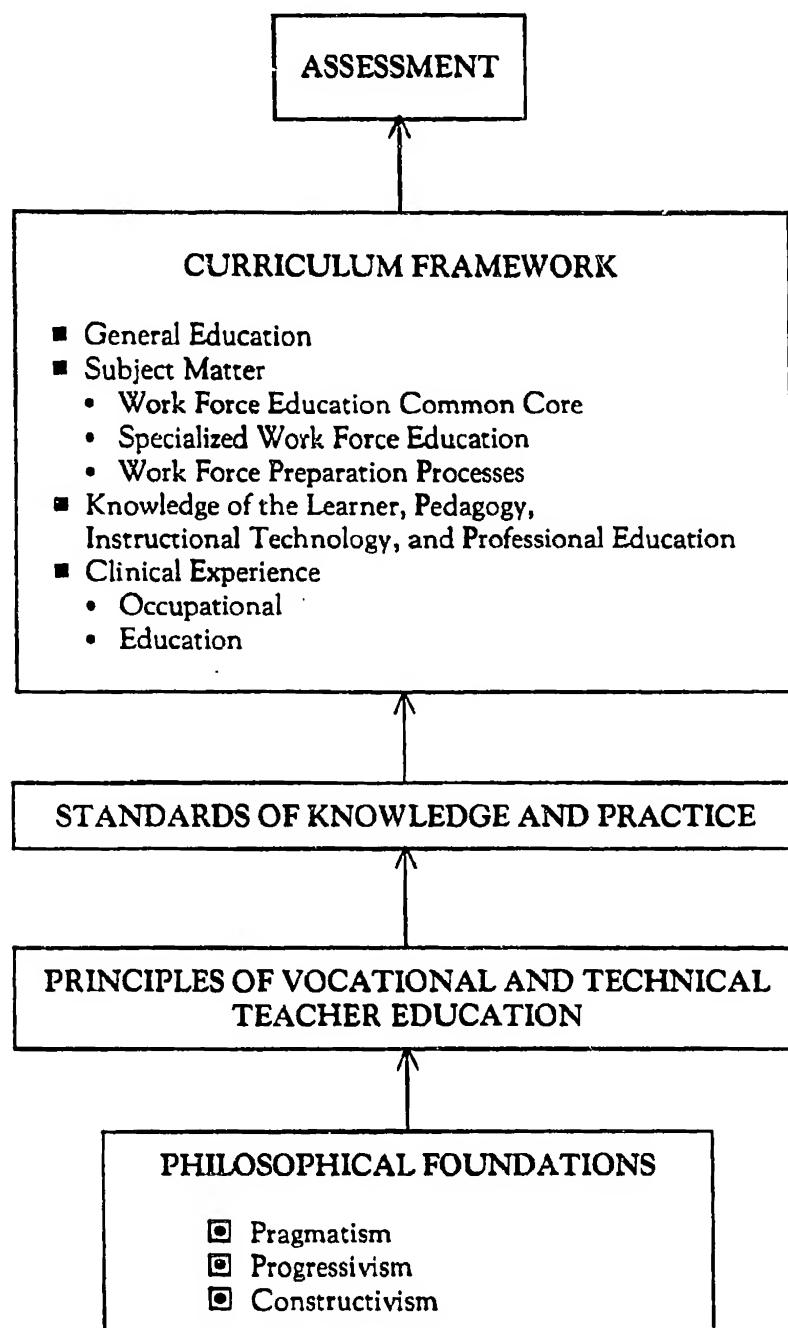 ASSESSMENT
CURRICULUM FRAMEWORK
■ General Education
■ Subject Matter
• Work Force Education Common Core
• Specialized Work Force Education
• Work Force Preparation Processes
■ Knowledge of the Learner, Pedagogy,
Instructional Technology, and Professional Education
■ Clinical Experience
• Occupational
• Education
STANDARDS OF KNOWLEDGE AND PRACTICE
PRINCIPLES OF VOCATIONAL AND TECHNICAL
TEACHER EDUCATION
PHILOSOPHICAL FOUNDATIONS
Pragmatism
Progressivism
Constructivism